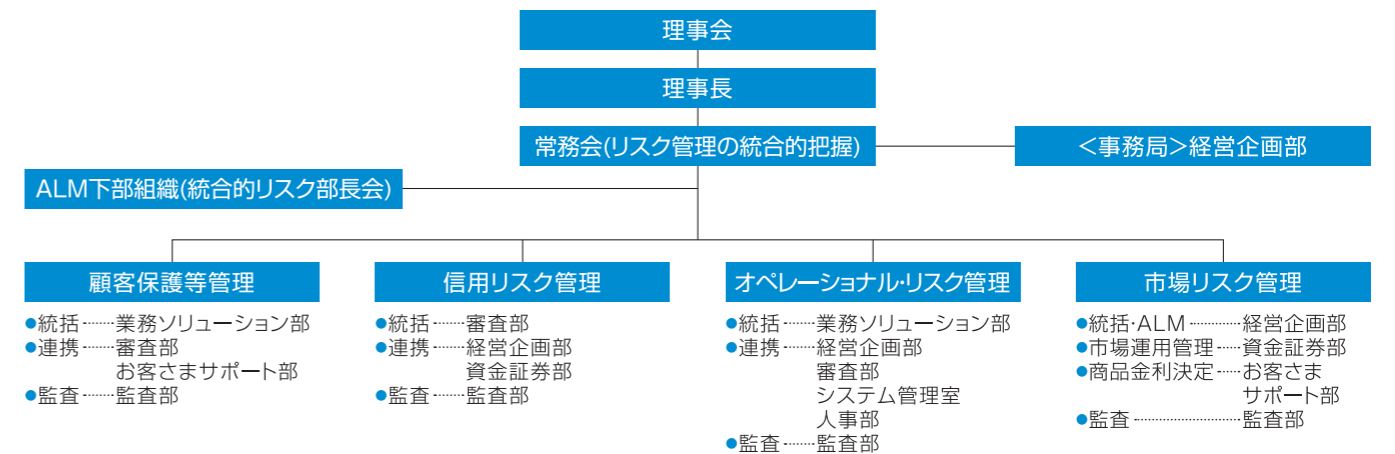 理事会
理事長
常務会(リスク管理の統合的把握)
<事務局>経営企画部
ALM下部組織(統合的リスク部長会)
顧客保護等管理
●統括……業務ソリューション部
●連携……審査部
お客さまサポート部
●監査……監査部
信用リスク管理
●統括……審査部
●連携……経営企画部
資金証券部
●監査……監査部
オペレーショナル・リスク管理
●統括……業務ソリューション部
●連携……経営企画部
審査部
システム管理室
人事部
●監査……監査部
市場リスク管理
●統括・ALM…………経営企画部
●市場運用管理……資金証券部
●商品金利決定……お客さま
サポート部
●監査…………………監査部